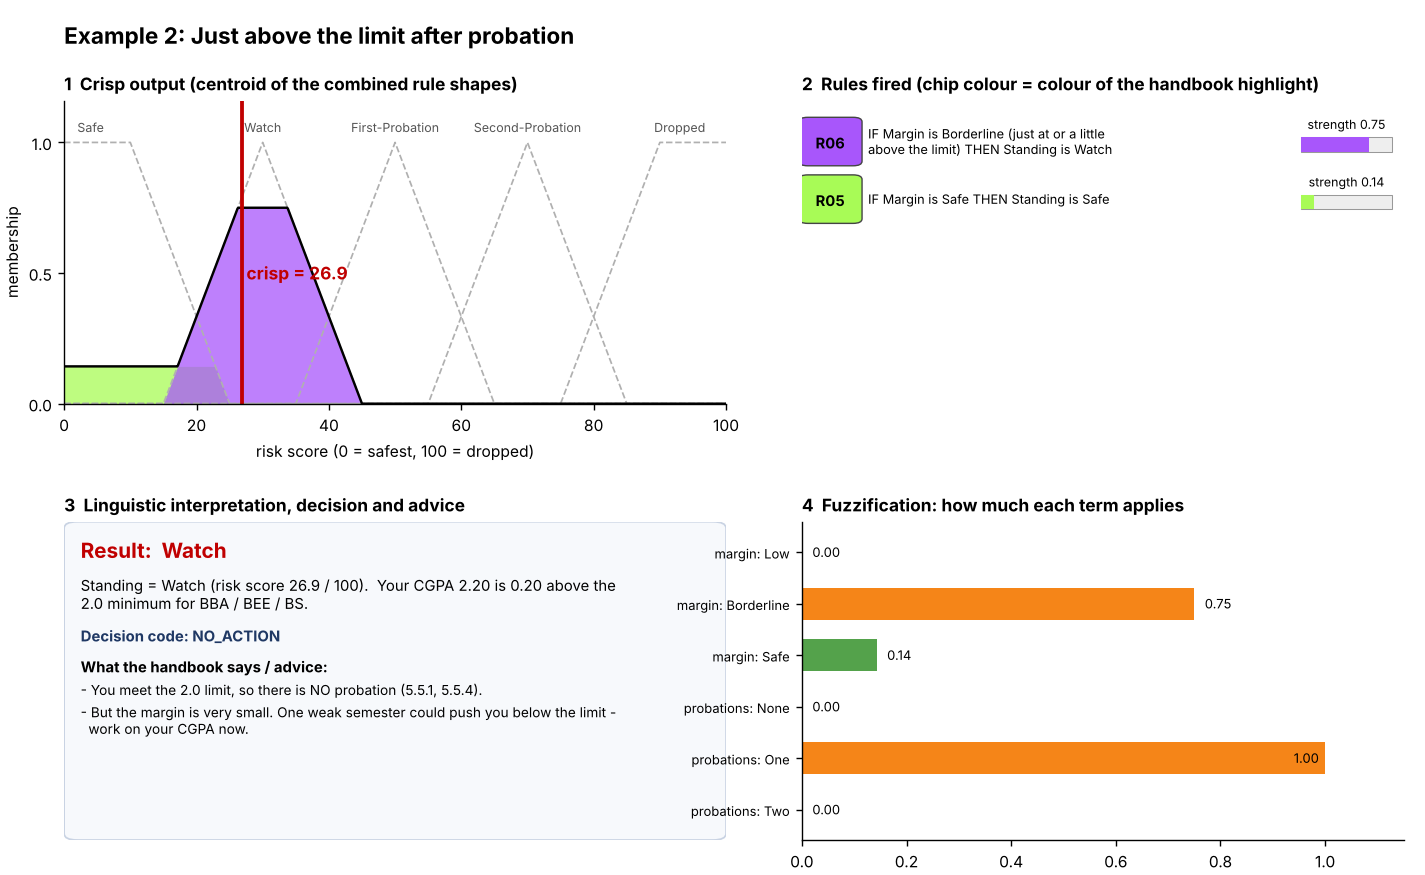 Example 2: Just above the limit after probation
1 Crisp output (centroid of the combined rule shapes)
Safe
Watch
First-Probation
Second-Probation
Dropped
1.0
0.5
0.0
membership
crisp = 26.9
0
20
40
60
80
100
risk score (0 = safest, 100 = dropped)
2 Rules fired (chip colour = colour of the handbook highlight)
R06
IF Margin is Borderline (just at or a little
above the limit) THEN Standing is Watch
strength 0.75
R05
IF Margin is Safe THEN Standing is Safe
strength 0.14
3 Linguistic interpretation, decision and advice
Result: Watch
Standing = Watch (risk score 26.9 / 100). Your CGPA 2.20 is 0.20 above the
2.0 minimum for BBA / BEE / BS.
Decision code: NO_ACTION
What the handbook says / advice:
- You meet the 2.0 limit, so there is NO probation (5.5.1, 5.5.4).
- But the margin is very small. One weak semester could push you below the limit -
work on your CGPA now.
4 Fuzzification: how much each term applies
margin: Low
0.00
margin: Borderline
0.75
margin: Safe
0.14
probations: None
0.00
probations: One
1.00
probations: Two
0.00
0.0
0.2
0.4
0.6
0.8
1.0